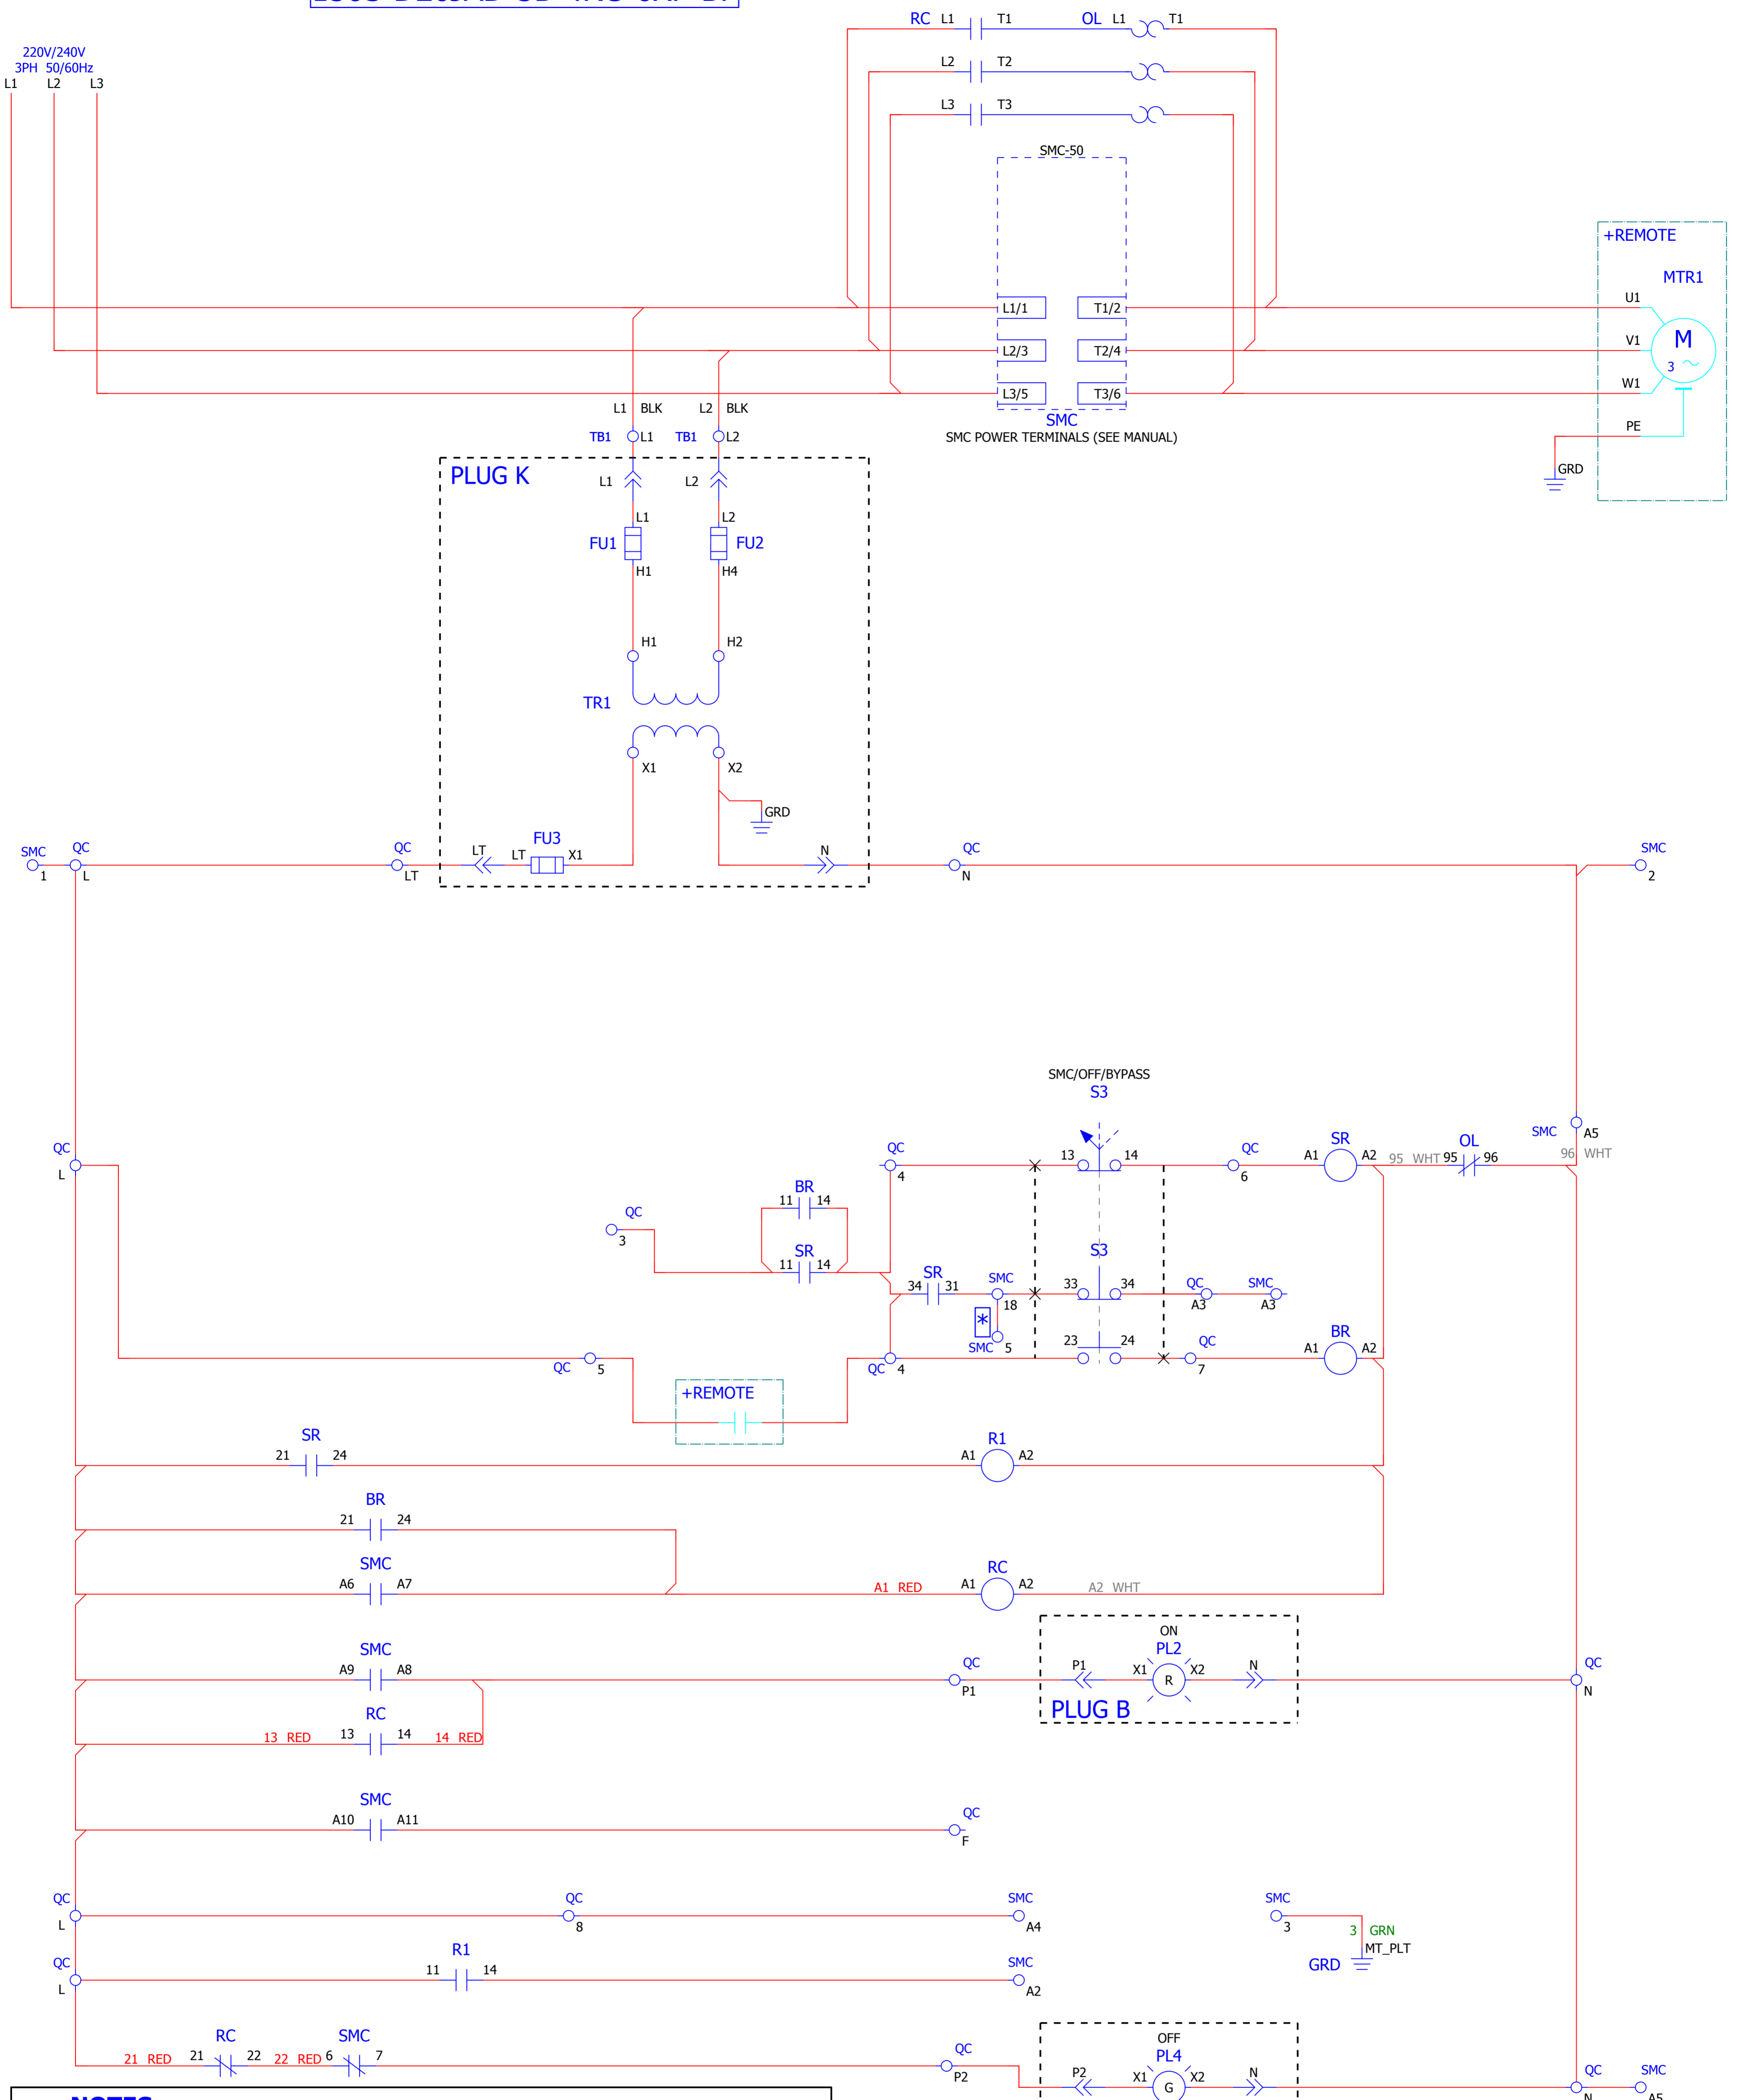 RC L1 T1 OL L1 T1
220V/240V
3PH 50/60Hz
L1 L2 L3
L2 T2
L3 T3
SMC-50
+REMOTE
MTR1
L1/1 T1/2 U1
L2/3 T2/4 V1 M
3
L3/5 T3/6 W1
L1 BLK L2 BLK
SMC
PE
TB1 L1 TB1 L2
SMC POWER TERMINALS (SEE MANUAL)
GRD
PLUG K
L1 L2
L1 L2
FU1 FU2
H1 H4
H1 H2
TR1
X1 X2
GRD
SMC QC QC LT LT FU3 X1 N QC SMC
1 L LT N 2
SMC/OFF/BYPASS
S3
SMC A5
QC QC 13 14 QC A1 SR A2 95 WHT 95 OL 96 96 WHT
L 4 6
BR
11 14
QC
3
SR
11 14
S3
SR
34 31 SMC 33 34 QC SMC
18 A3 A3
*
SMC 5 23 24 QC A1 BR A2
QC 5 QC 4 7
+REMOTE
SR R1
21 24 A1 A2
BR
21 24
SMC RC
A6 A7 A1 RED A1 A2 A2 WHT
ON
SMC PL2
A9 A8 QC P1 X1 R X2 N QC
P1 N
RC PLUG B
13 RED 13 14 14 RED
SMC
A10 A11 QC
F
QC QC SMC SMC
L 8 A4 3
3 GRN
MT_PLT
R1 GRD
QC 11 14 SMC
L A2
OFF
RC SMC PL4
21 RED 21 22 22 RED 6 7 QC
P2 P2 X1 G X2 N QC SMC
N A5
NOTES